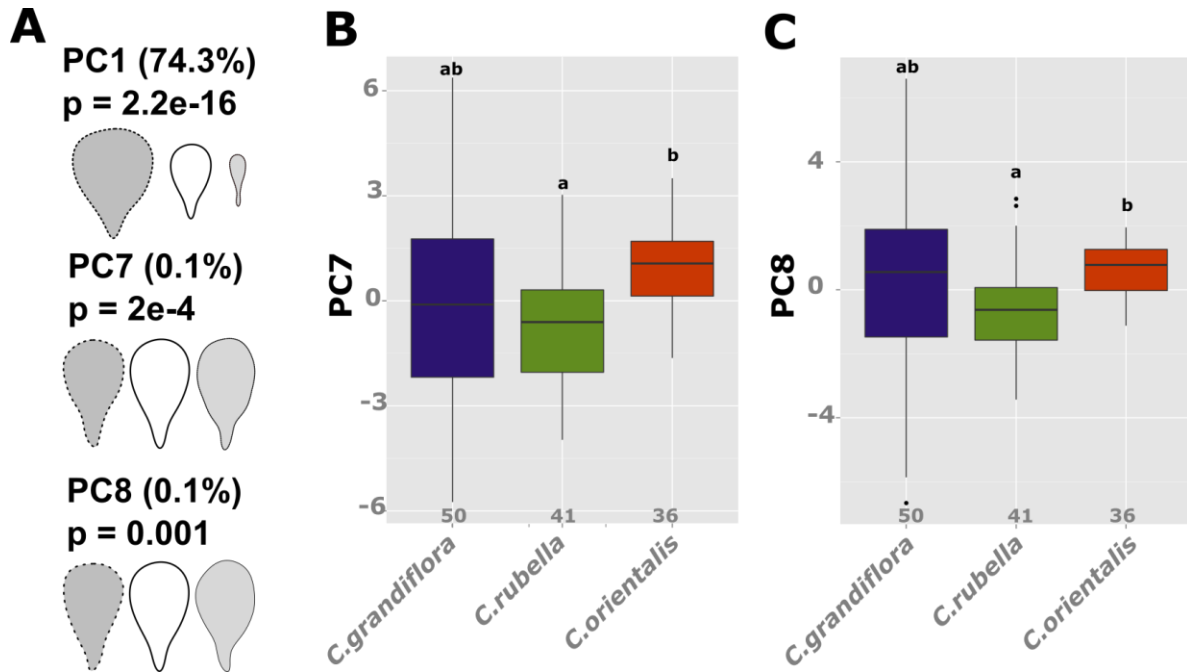 A
PC1 (74.3%)
p = 2.2e-16
PC7 (0.1%)
p = 2e-4
PC8 (0.1%)
p = 0.001
B
PC7
6
3
0
-3
-6
ab
a
b
50
41
36
C.grandiflora
C.rubella
C.orientalis
C
PC8
4
0
-4
ab
a
b
50
41
36
C.grandiflora
C.rubella
C.orientalis